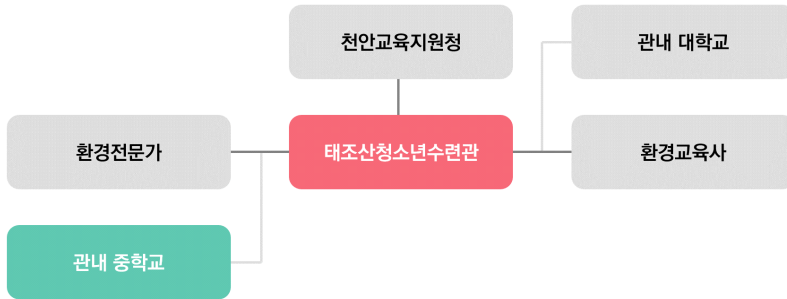 천안교육지원청
관내 대학교
환경전문가
태조산청소년수련관
환경교육사
관내 중학교